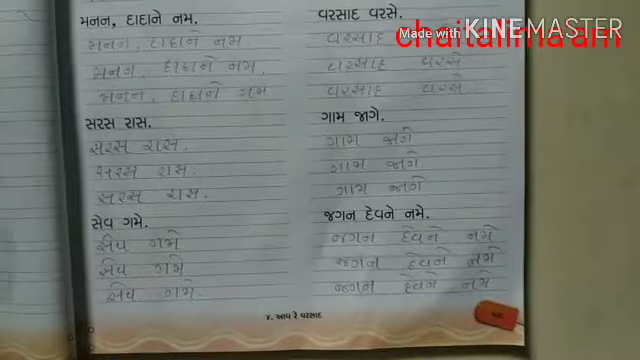 મનન, દાદાને નમ.
મનન, દાદાને નમ
મનન, દાદાને નમ.
મનન, દાદાને નમ
સરસ રાસ.
સરસ રાસ.
સરસ રાસ.
સરસ રાસ.
સેવ ગમે.
સેવ ગમે
સેવ ગમે
સેવ ગમે.
વરસાદ વરસે.
વરસાદ
વરસાદ વરસે
વરસાદ વરસે
ગામ જાગે.
ગામ જાગે
ગામ જાગે
ગામ જાગે
જગન દેવને નમે.
જગન દેવને નમે
જગન દેવને નમે
જગન દેવને નમે
૪. આવ રે વરસાદ
Made with KINEMASTER
chaitalimaam